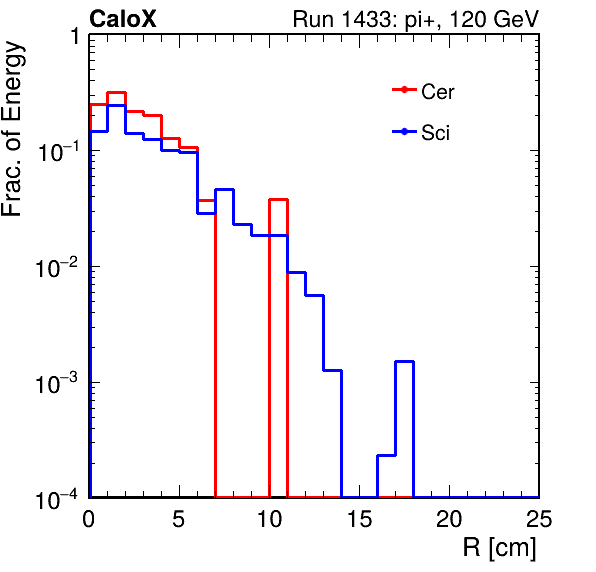 CaloX Run 1433: pi+, 120 GeV
Frac. of Energy
1
10⁻¹
10⁻²
10⁻³
10⁻⁴
Cer
Sci
0 5 10 15 20 25
R [cm]